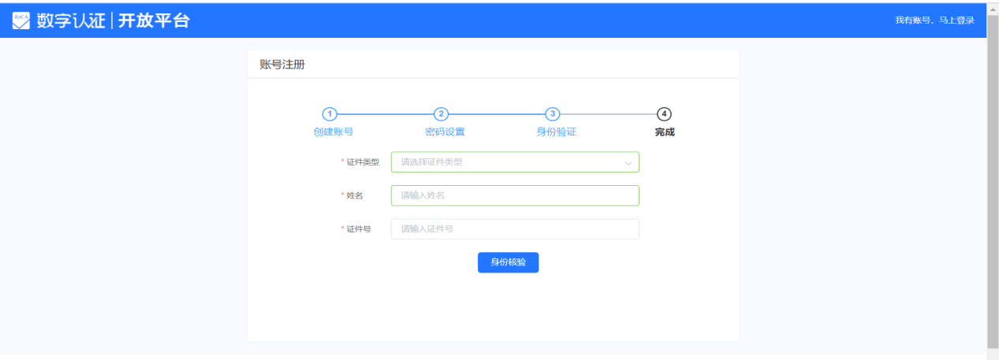 数字认证|开放平台
我有账号，马上登录
账号注册
1 2 3 4
创建账号 密码设置 身份验证 完成
* 证件类型 请选择证件类型
* 姓名 请输入姓名
* 证件号 请输入证件号
身份核验